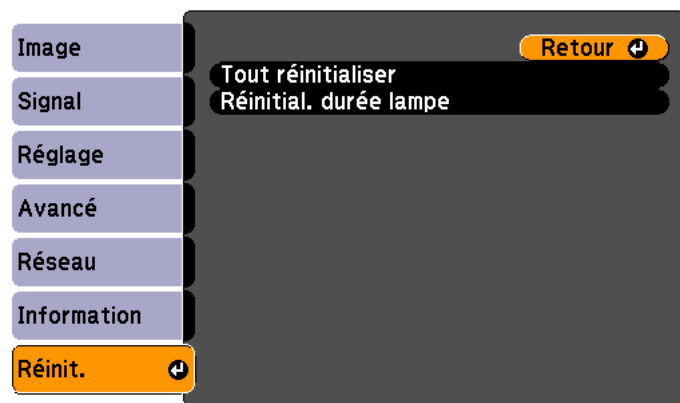 Image
Signal
Réglage
Avancé
Réseau
Information
Réinit.
Retour
Tout réinitialiser
Réinitial. durée lampe